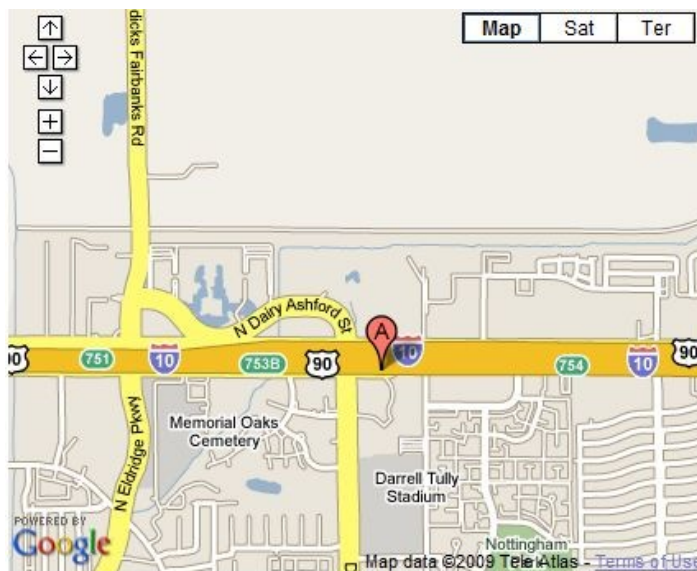 Map Sat Ter
dicks Fairbanks Rd
N Dairy Ashford St
A
10
90
751
10
753B
90
754
10
90
N Eldridge Pkwy
Memorial Oaks
Cemetery
Darrell Tully
Stadium
POWERED BY
Google
Nottingham
Map data ©2009 Tele Atlas - Terms of Us